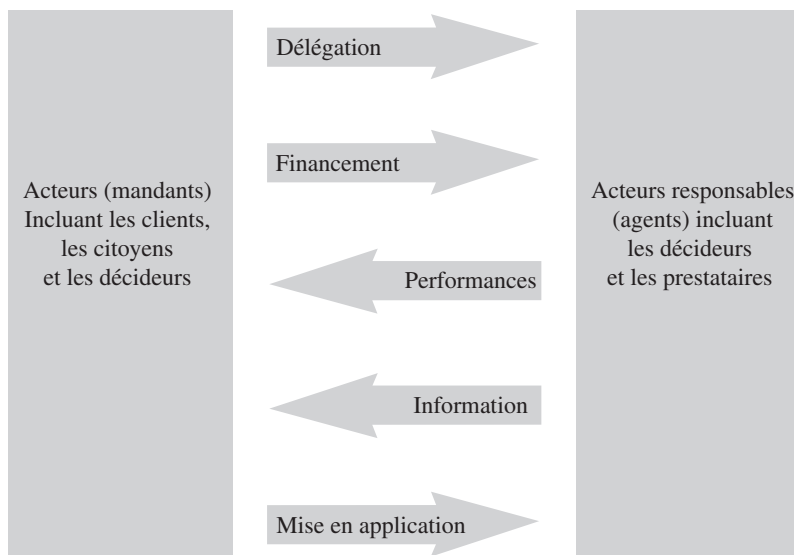 Délégation
Financement
Acteurs (mandants)
Incluant les clients,
les citoyens
et les décideurs
Acteurs responsables
(agents) incluant
les décideurs
et les prestataires
Performances
Information
Mise en application